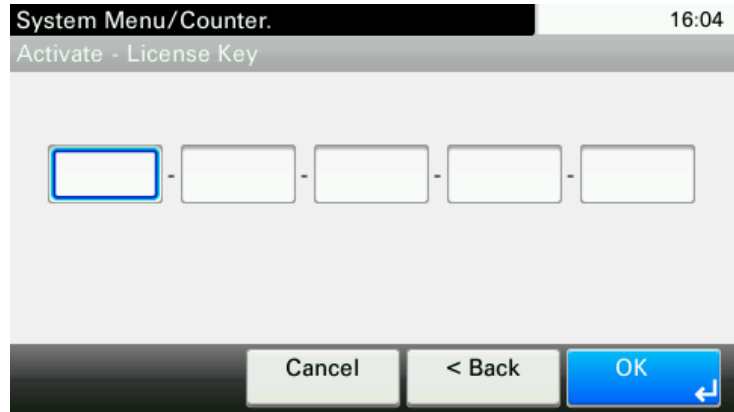 System Menu/Counter. 16:04
Activate - License Key
- - - -
Cancel < Back OK